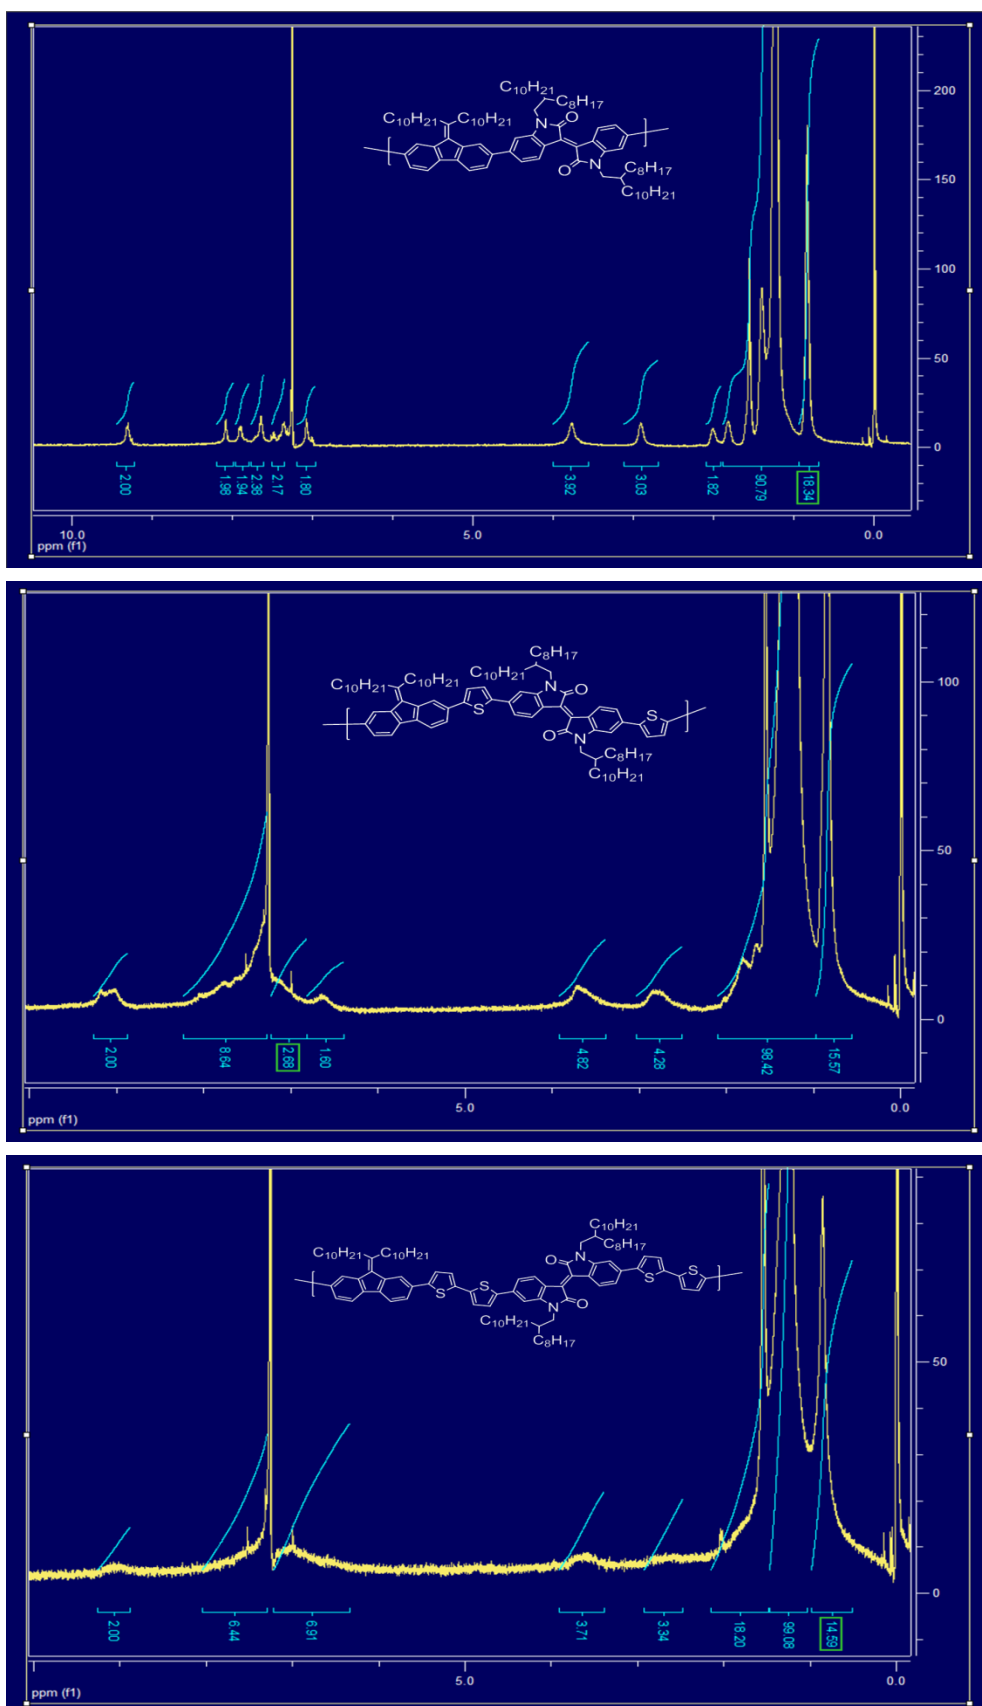 C10H21
C8H17
C10H21 C10H21
N
O
O
N
C8H17
C10H21
200
150
100
50
0
2.00
1.98
1.94
2.38
2.17
1.80
3.92
3.03
1.82
90.79
18.34
10.0
5.0
0.0
ppm (f1)
C8H17
C10H21
C10H21 C10H21
N
O
S
S
O
N
C8H17
C10H21
100
50
0
2.00
8.64
2.68
1.60
4.82
4.28
98.42
15.57
5.0
0.0
ppm (f1)
C10H21
C8H17
C10H21 C10H21
O
N
S
S
S
S
N
O
C10H21
C8H17
50
0
2.00
6.44
6.91
3.71
3.34
18.20
99.08
14.59
5.0
0.0
ppm (f1)